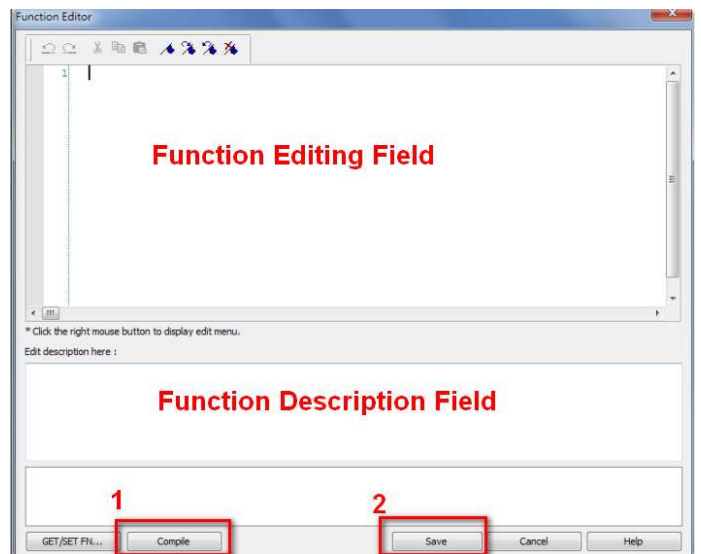 Function Editor
1
Function Editing Field
* Click the right mouse button to display edit menu.
Edit description here :
Function Description Field
1
2
GET/SET FN... Compile Save Cancel Help